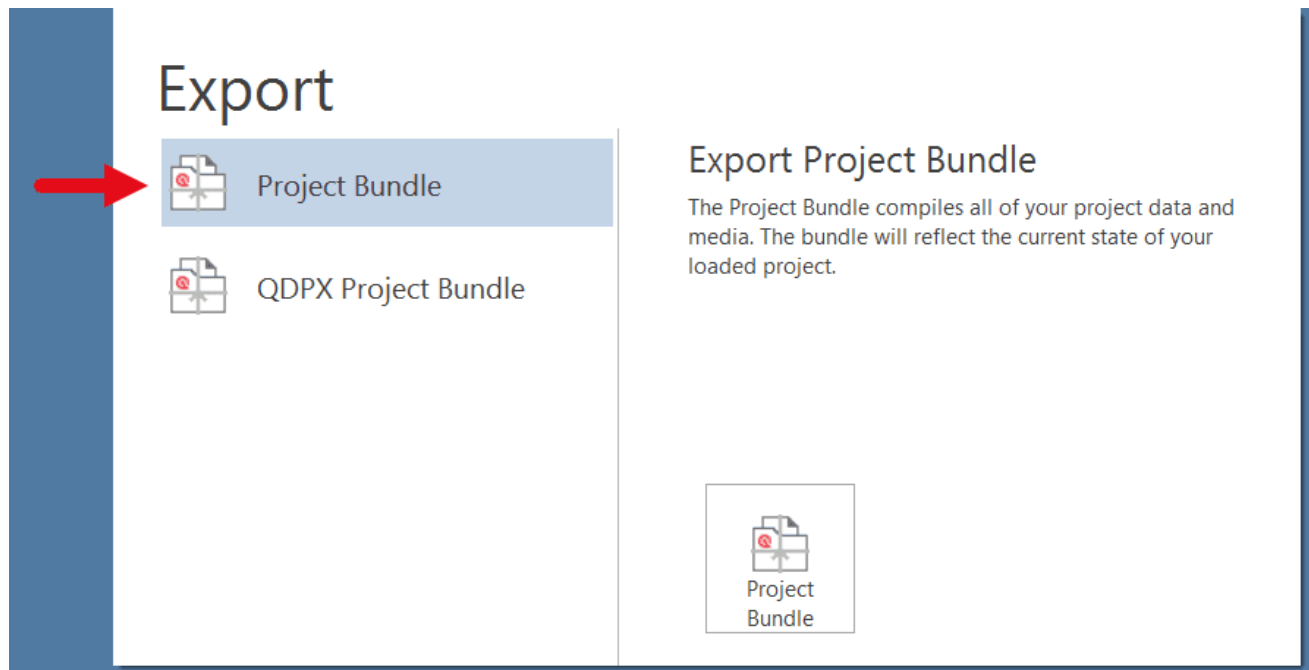 Export
Project Bundle
QDPX Project Bundle
Export Project Bundle
The Project Bundle compiles all of your project data and
media. The bundle will reflect the current state of your
loaded project.
Project
Bundle